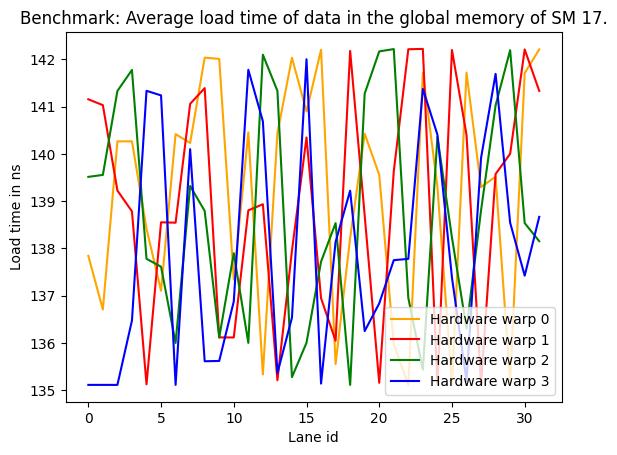 Benchmark: Average load time of data in the global memory of SM 17.
142
141
140
139
138
137
136
135
Load time in ns
Hardware warp 0
Hardware warp 1
Hardware warp 2
Hardware warp 3
0
5
10
15
20
25
30
Lane id